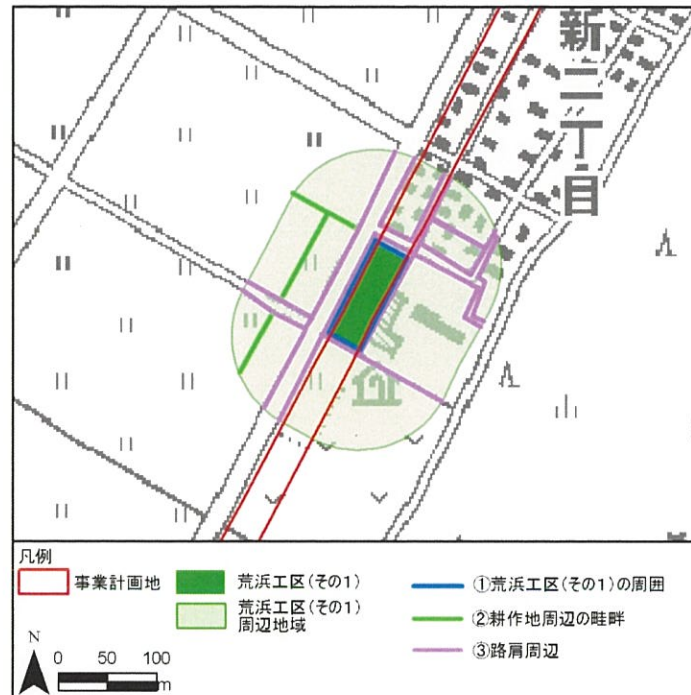 新二丁目
凡例
事業計画地
荒浜工区(その1)
荒浜工区(その1)
周辺地域
①荒浜工区(その1)の周囲
②耕作地周辺の畦畔
③路肩周辺
N
0 50 100
m